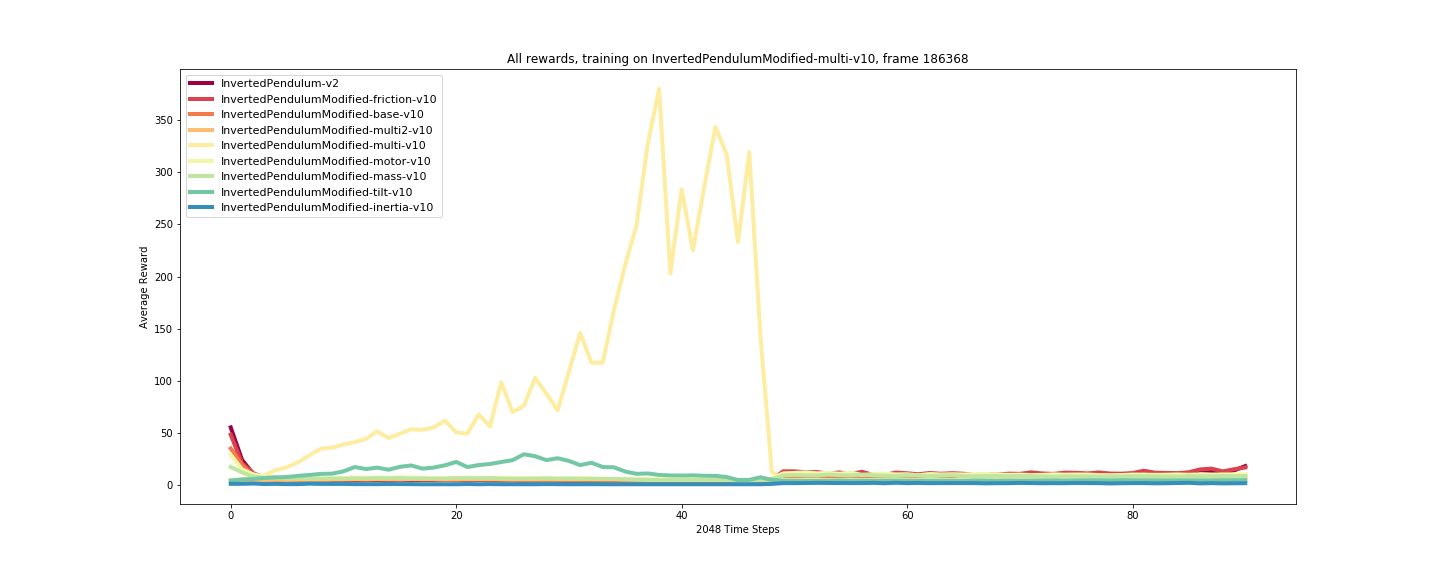 All rewards, training on InvertedPendulumModified-multi-v10, frame 186368
InvertedPendulum-v2
InvertedPendulumModified-friction-v10
InvertedPendulumModified-base-v10
InvertedPendulumModified-multi2-v10
InvertedPendulumModified-multi-v10
InvertedPendulumModified-motor-v10
InvertedPendulumModified-mass-v10
InvertedPendulumModified-tilt-v10
InvertedPendulumModified-inertia-v10
350
300
250
200
150
100
50
0
Average Reward
0 20 40 60 80
2048 Time Steps